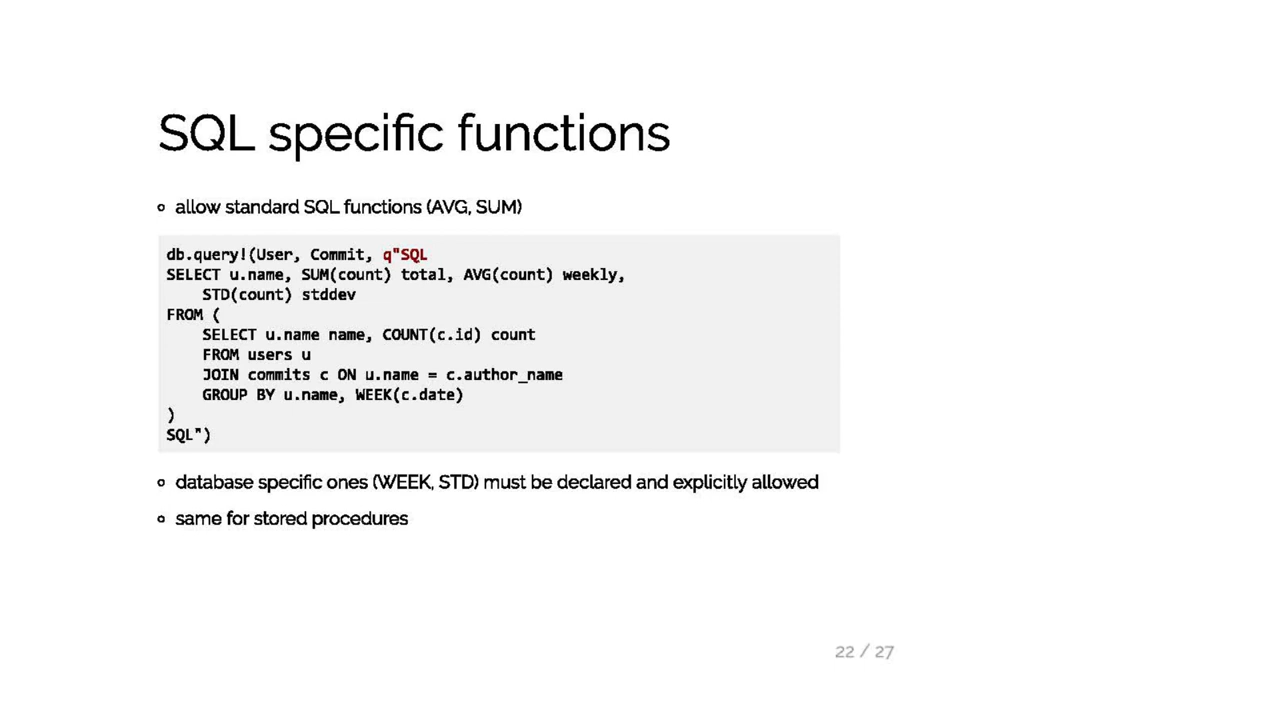 SQL specific functions
allow standard SQL functions (AVG, SUM)
db.query!(User, Commit, q"SQL
SELECT u.name, SUM(count) total, AVG(count) weekly,
    STD(count) stddev
FROM (
    SELECT u.name name, COUNT(c.id) count
    FROM users u
    JOIN commits c ON u.name = c.author_name
    GROUP BY u.name, WEEK(c.date)
)
SQL")
database specific ones (WEEK, STD) must be declared and explicitly allowed
same for stored procedures
22 / 27